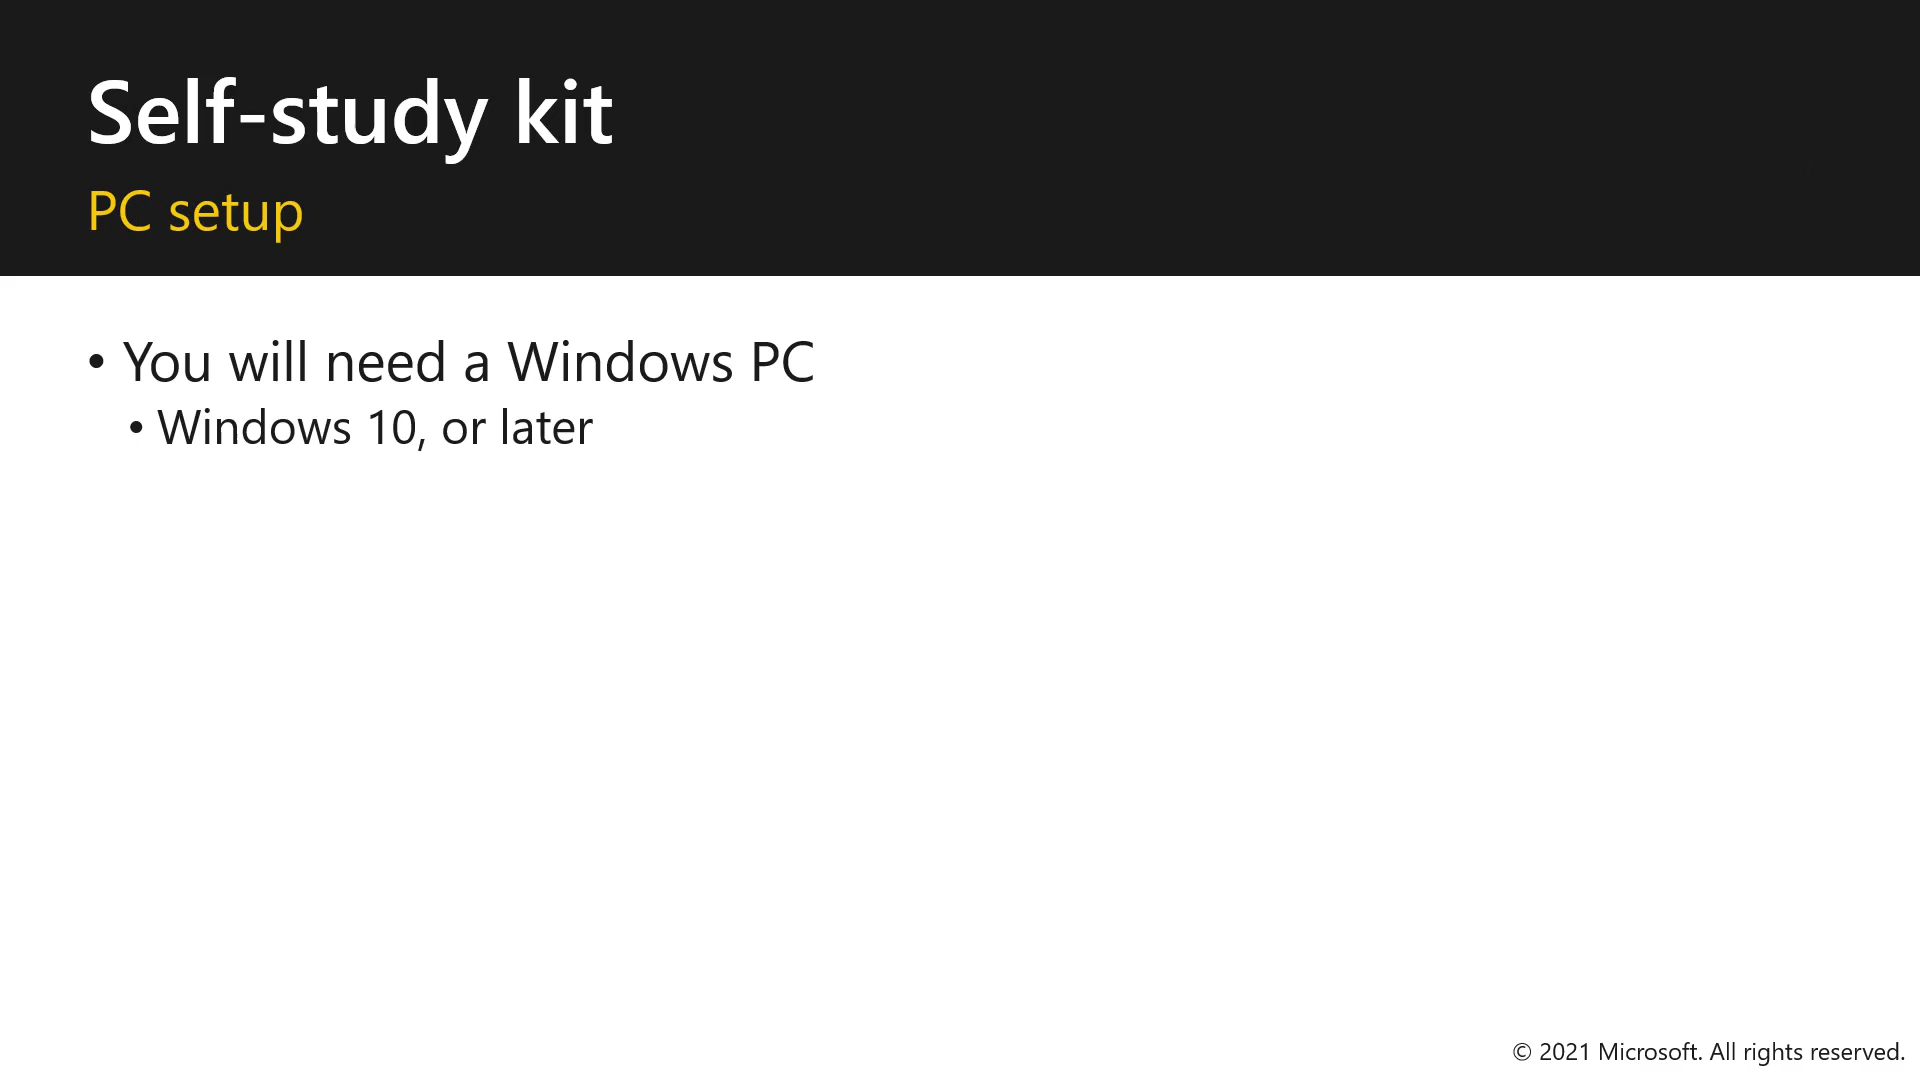 Self-study kit
PC setup
• You will need a Windows PC
• Windows 10, or later
© 2021 Microsoft. All rights reserved.